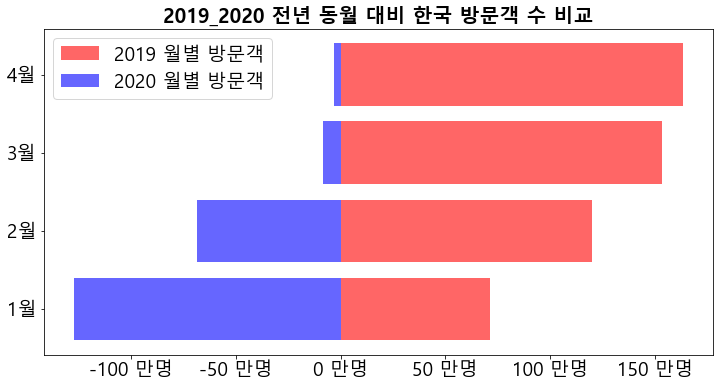 2019_2020 전년 동월 대비 한국 방문객 수 비교
2019 월별 방문객
2020 월별 방문객
4월
3월
2월
1월
-100 만명 -50 만명 0 만명 50 만명 100 만명 150 만명